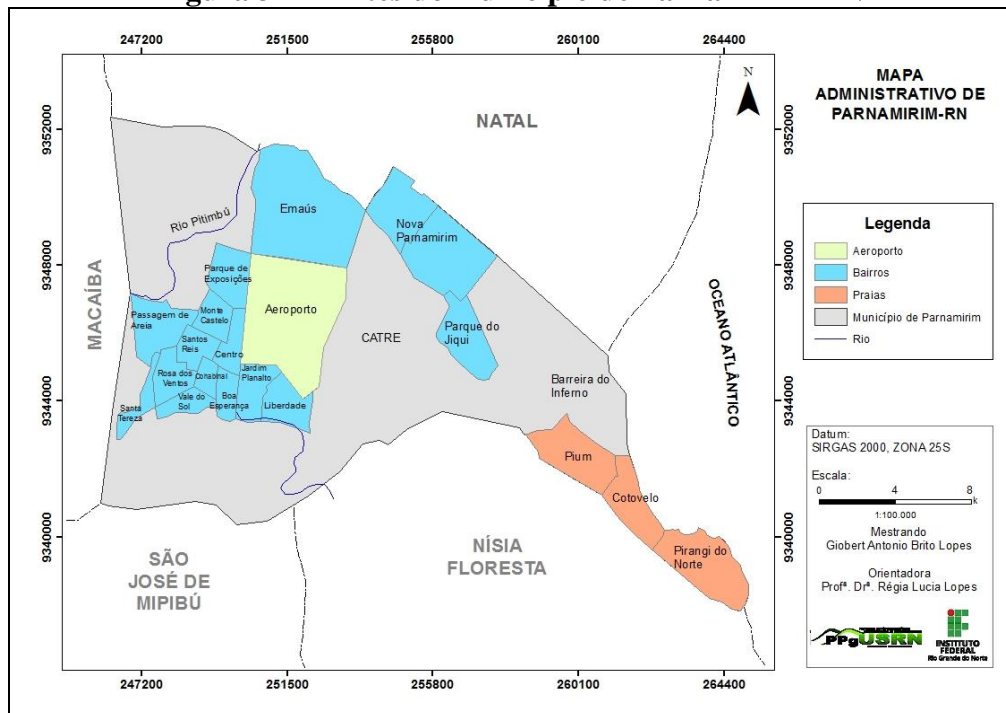 247200 251500 255800 260100 264400
9352000
9348000
9344000
9340000
N
NATAL
MACAÍBA
Rio Pitimbú
Emaús
Nova
Parnamirim
Parque de
Exposições
Aeroporto
Passagem de
Areia
Monte
Castelo
Santos
Reis
Centro
CATRE
Parque do
Jiqui
Rosa dos
Ventos
Jardim
Planalto
Vale do
Sol
Boa
Esperança
Liberdade
Santa
Tereza
Barreira do
Inferno
OCEANO ATLÂNTICO
Pium
Cotovelo
Pirangi do
Norte
SÃO
JOSÉ DE
MIPIBÚ
NÍSIA
FLORESTA
9352000
9348000
9344000
9340000
247200 251500 255800 260100 264400
MAPA
ADMINISTRATIVO DE
PARNAMIRIM-RN
Legenda
Aeroporto
Bairros
Praias
Município de Parnamirim
Rio
Datum:
SIRGAS 2000, ZONA 25S
Escala:
0 4 8
k
1:100.000
Mestrando
Giobert Antonio Brito Lopes
Orientadora
Profª. Drª. Régia Lucia Lopes
PPgUSRN
INSTITUTO
FEDERAL
Rio Grande do Norte